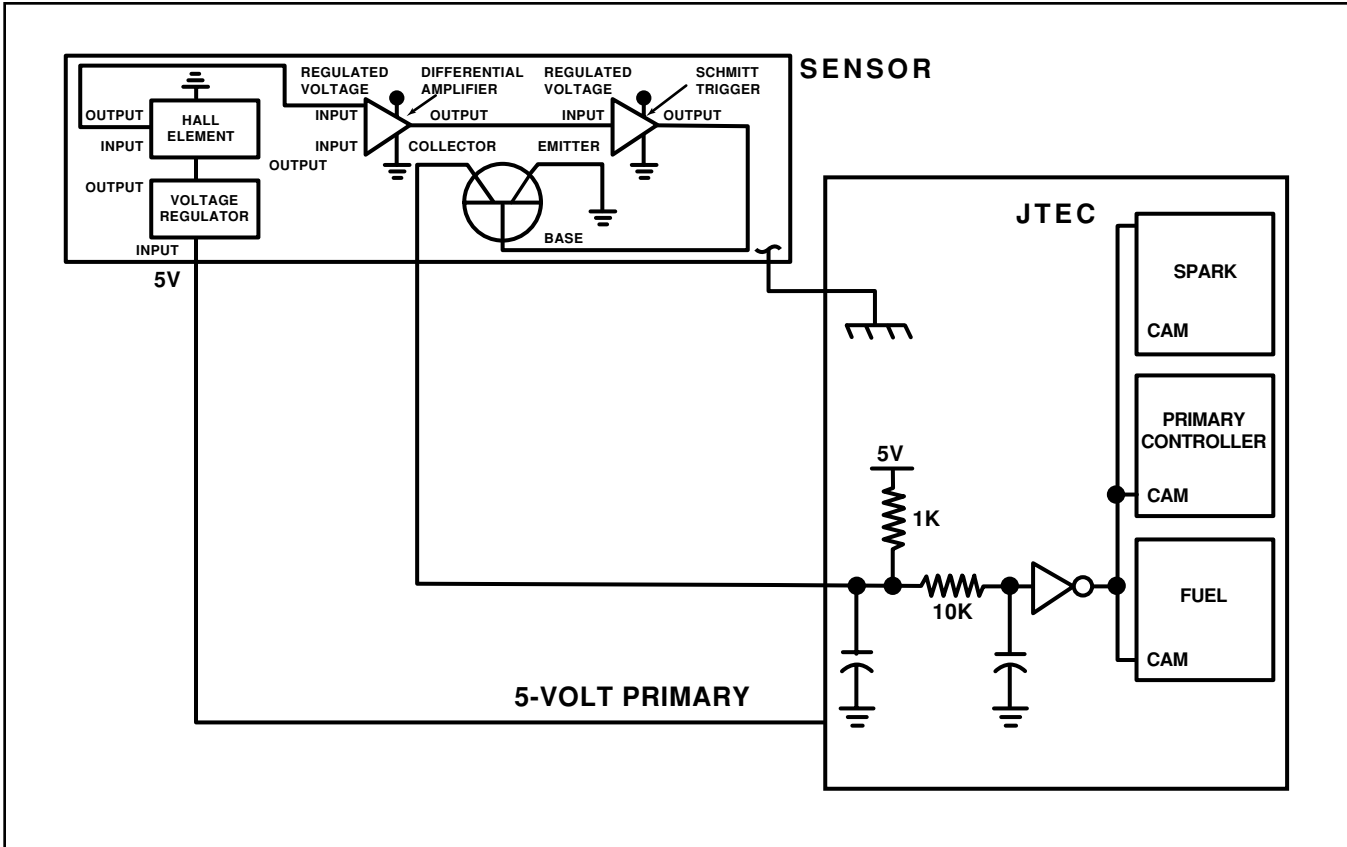 SENSOR
REGULATED
VOLTAGE
DIFFERENTIAL
AMPLIFIER
REGULATED
VOLTAGE
SCHMITT
TRIGGER
OUTPUT
HALL
ELEMENT
INPUT
INPUT
OUTPUT
INPUT
OUTPUT
INPUT
COLLECTOR
EMITTER
OUTPUT
OUTPUT
VOLTAGE
REGULATOR
INPUT
BASE
5V
JTEC
SPARK
CAM
PRIMARY
CONTROLLER
CAM
5V
1K
10K
FUEL
CAM
5-VOLT PRIMARY